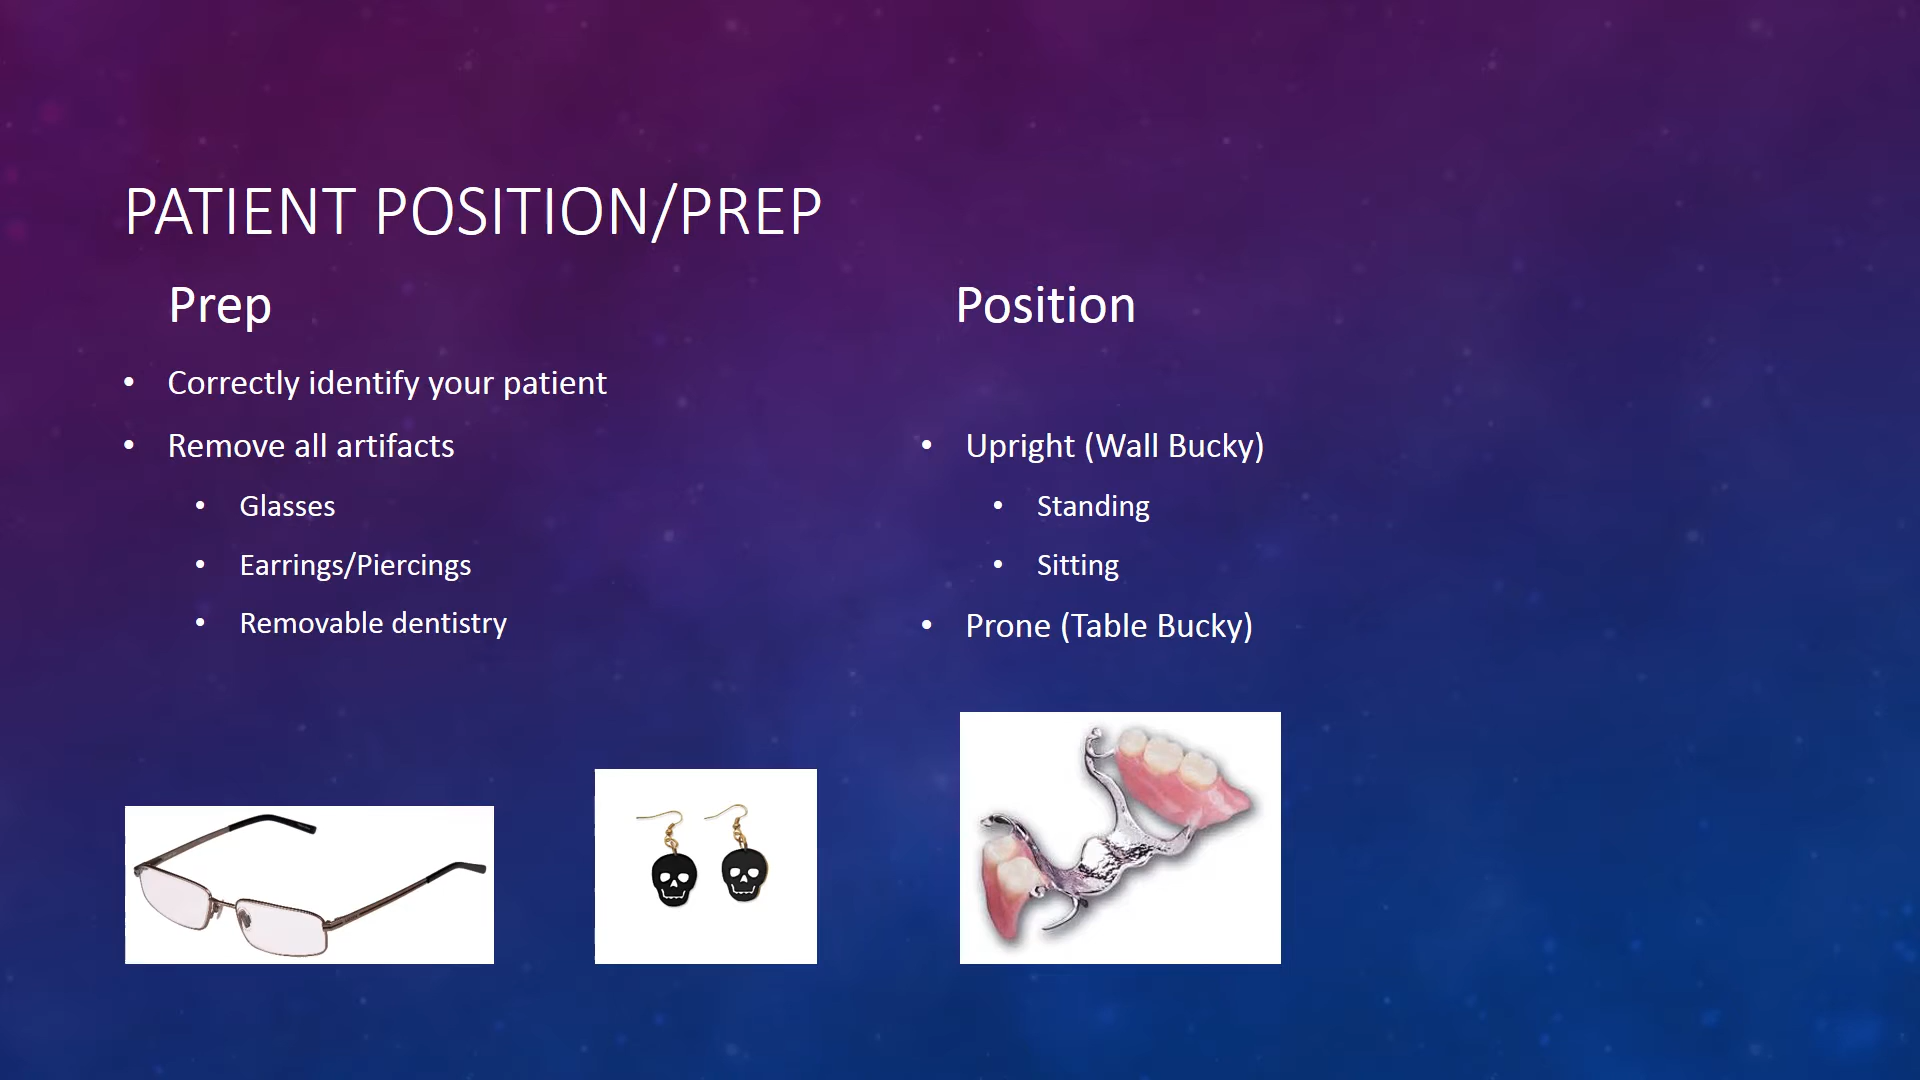 PATIENT POSITION/PREP
Prep
• Correctly identify your patient
• Remove all artifacts
• Glasses
• Earrings/Piercings
• Removable dentistry
Position
• Upright (Wall Bucky)
• Standing
• Sitting
• Prone (Table Bucky)